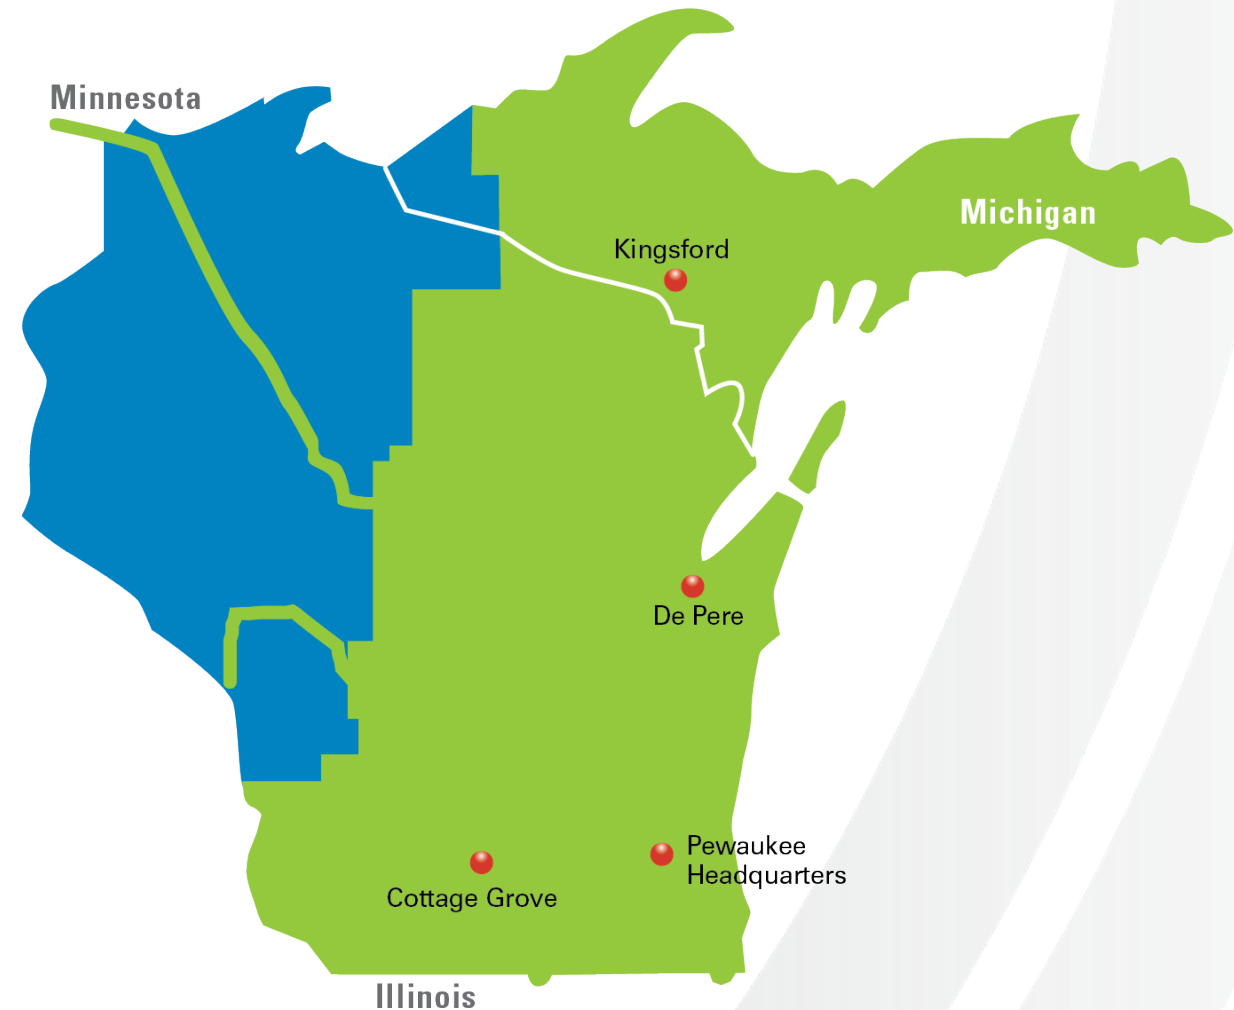 Minnesota
Michigan
Kingsford
De Pere
Pewaukee
Headquarters
Cottage Grove
Illinois